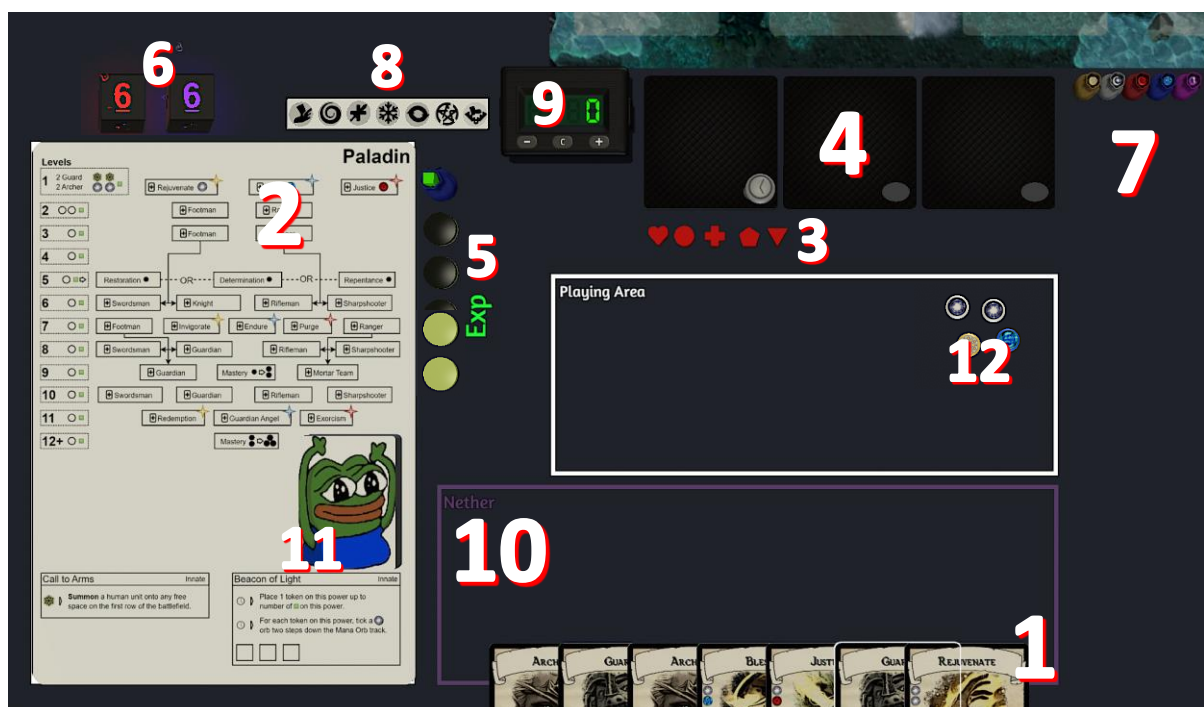 6
6 6
8
9
0
- C +
4
7
3
Paladin
Levels
1 2 Guard
2 Archer
Rejuvenate
Justice
2
2
Footman
3
Footman
4
5
Restoration
OR
Determination
OR
Repentance
6
Swordsman
Knight
Rifleman
Sharpshooter
7
Footman
Invigorate
Endure
Purge
Ranger
8
Swordsman
Guardian
Rifleman
Sharpshooter
9
Guardian
Mastery
Mortar Team
10
Swordsman
Guardian
Rifleman
Sharpshooter
11
Redemption
Guardian Angel
Exorcism
12+
Mastery
5
Exp
Playing Area
12
Nether
10
11
Call to Arms Innate
Summon a human unit onto any free
space on the first row of the battlefield.
Beacon of Light Innate
Place 1 token on this power up to
number of on this power.
For each token on this power, tick a
orb two steps down the Mana Orb track.
1
ARCH
GUAR
ARCH
BLES
JUST
GUAR
REJUVENATE